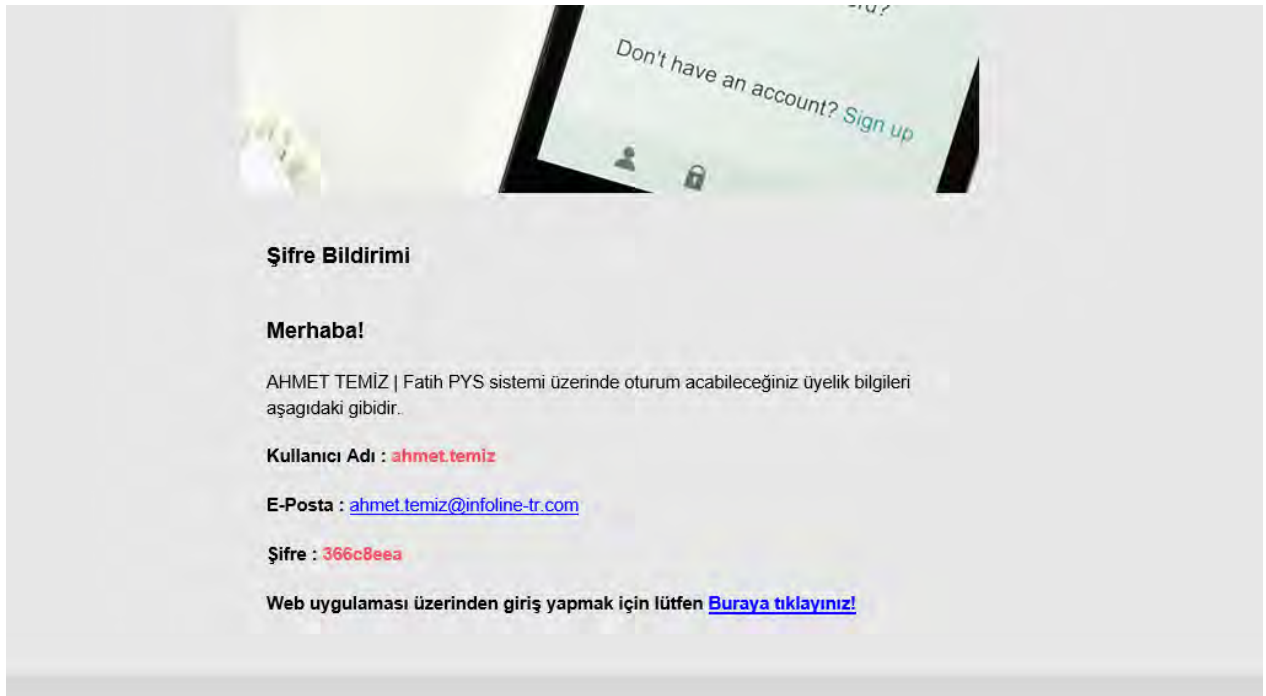 Don't have an account? Sign up
Şifre Bildirimi
Merhaba!
AHMET TEMİZ | Fatih PYS sistemi üzerinde oturum acabileceğiniz üyelik bilgileri
aşagıdaki gibidir.
Kullanıcı Adı : ahmet.temiz
E-Posta : ahmet.temiz@infoline-tr.com
Şifre : 366c8eea
Web uygulaması üzerinden giriş yapmak için lütfen Buraya tıklayınız!